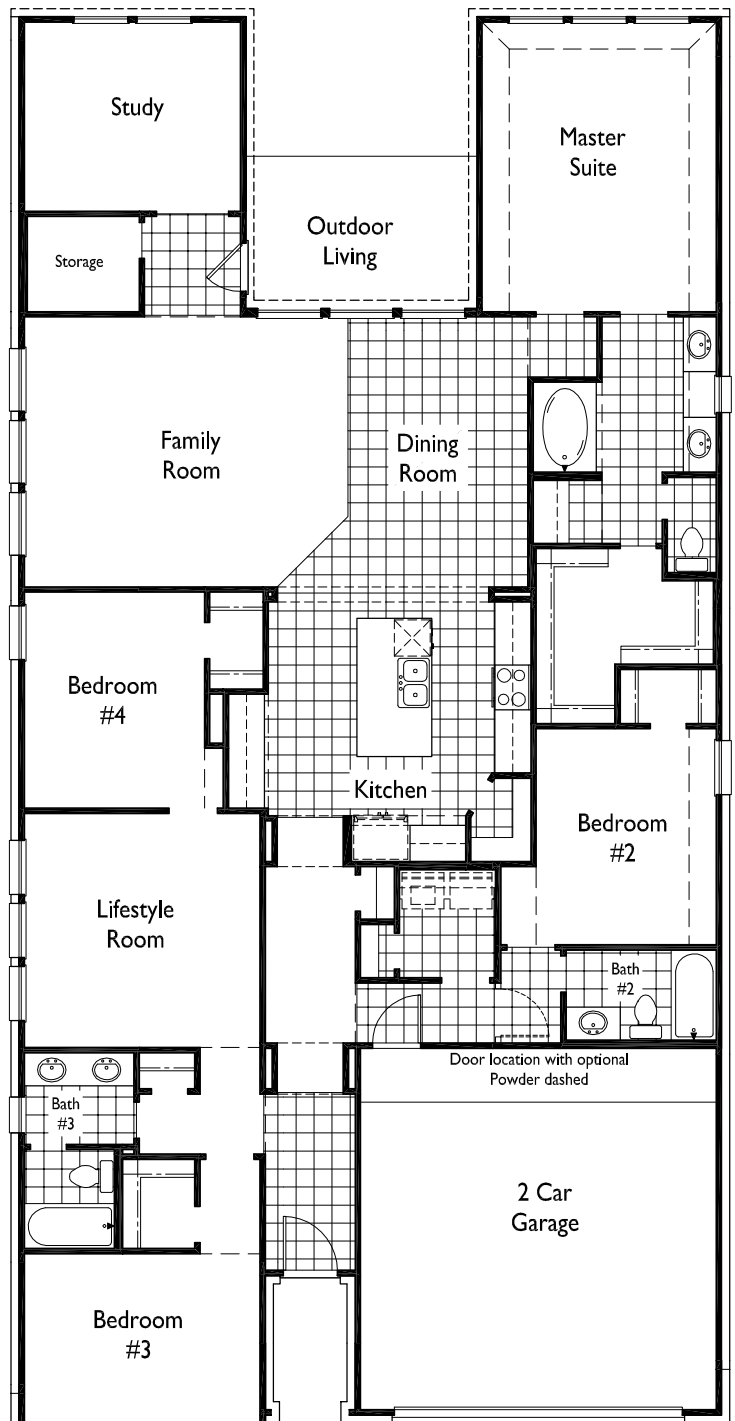 Study
Master
Suite
Outdoor
Living
Storage
Family
Room
Dining
Room
Bedroom
#4
Kitchen
Bedroom
#2
Lifestyle
Room
Bath
#2
Door location with optional
Powder dashed
Bath
#3
2 Car
Garage
Bedroom
#3